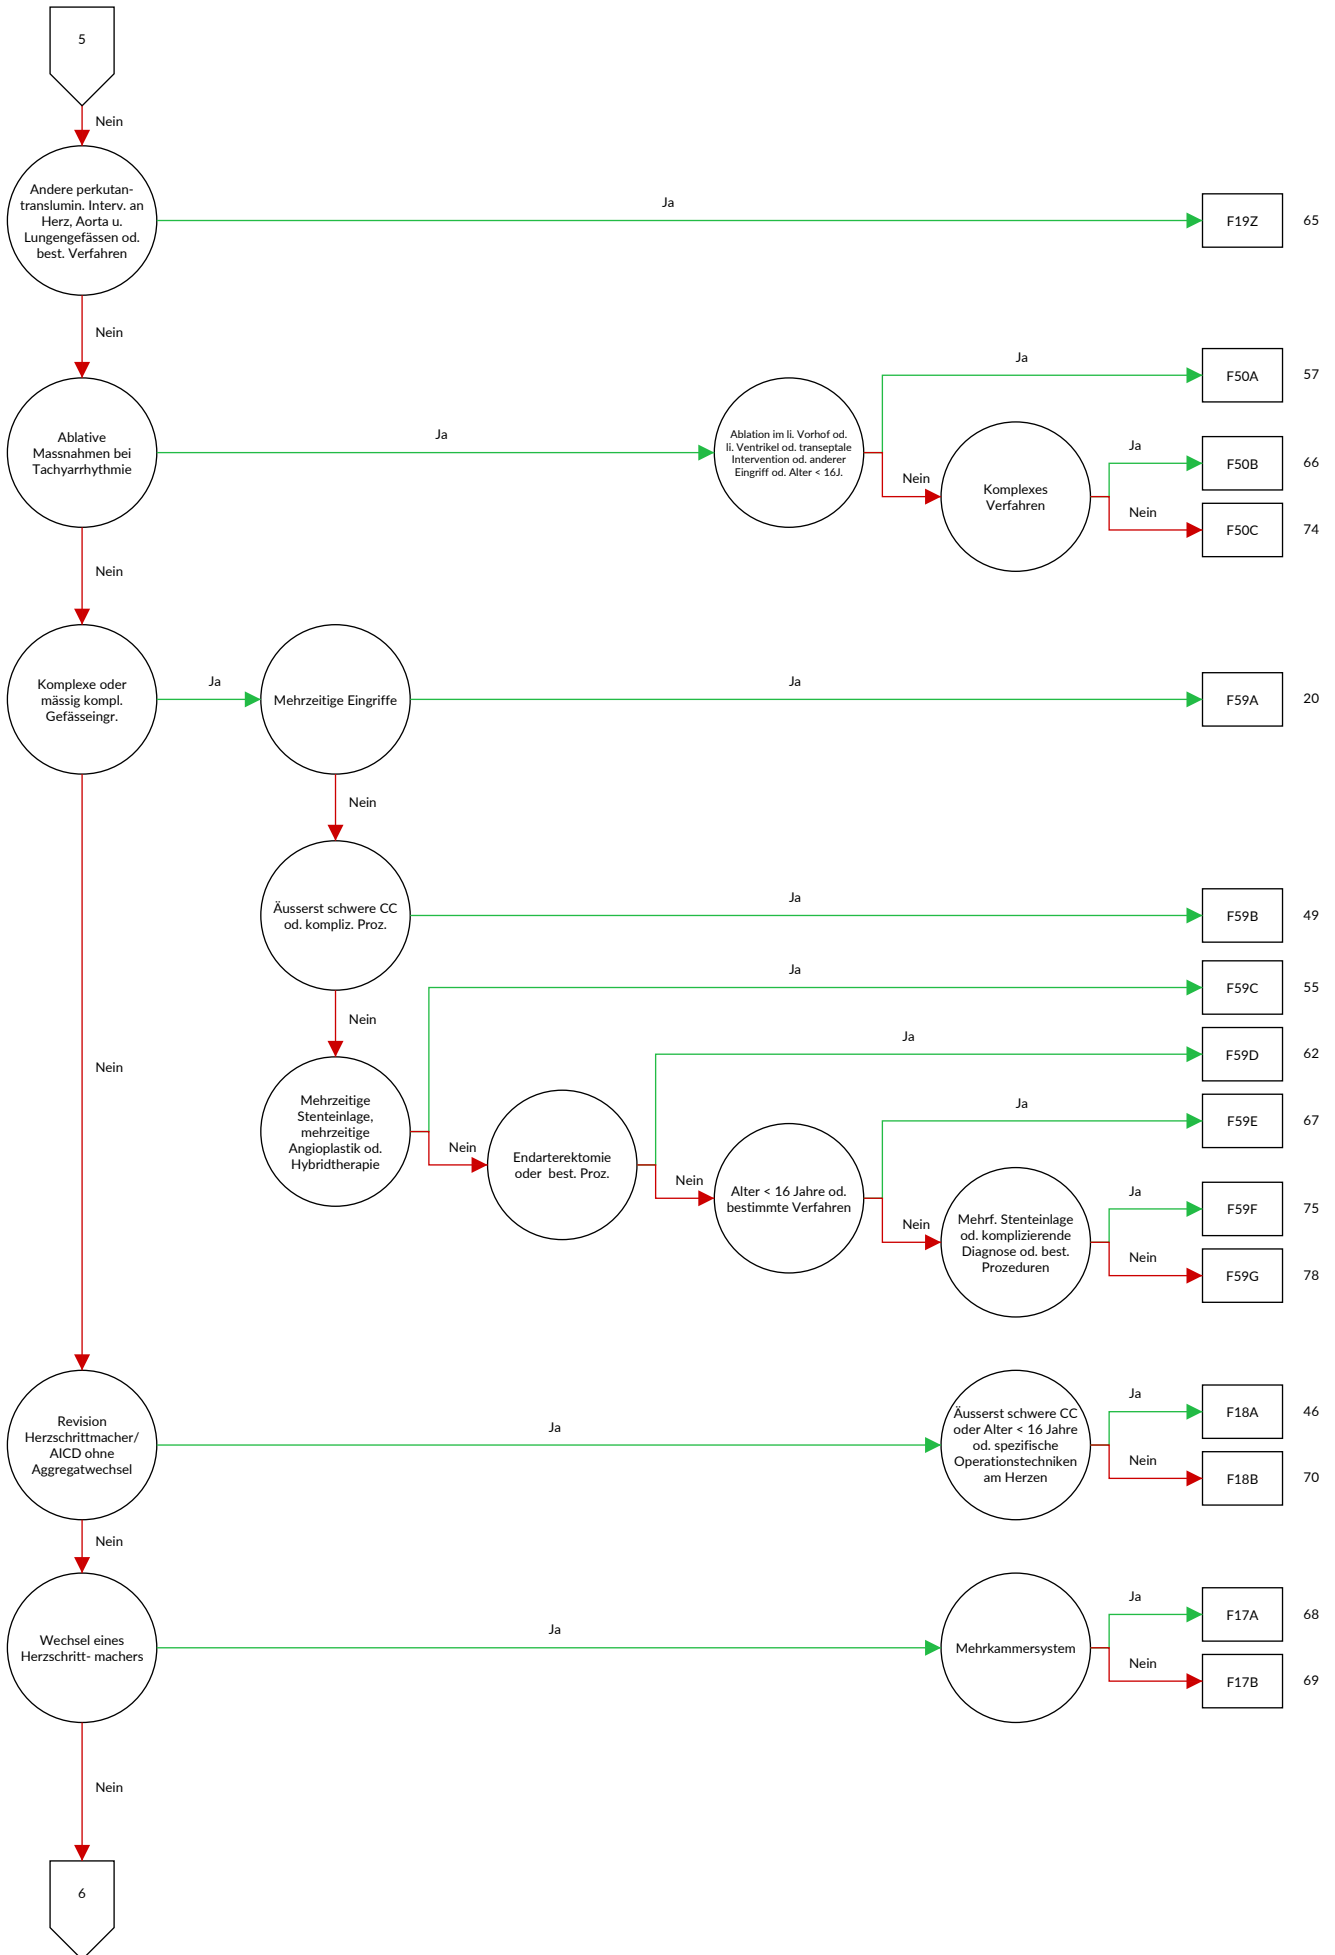 5
Nein
Andere perkutan-
translumin. Interv. an
Herz, Aorta u.
Lungengefässen od.
best. Verfahren
Ja
F19Z
65
Nein
Ablative
Massnahmen bei
Tachyarrhythmie
Ja
Ablation im li. Vorhof od.
li. Ventrikel od. transeptale
Intervention od. anderer
Eingriff od. Alter < 16J.
Ja
F50A
57
Nein
Komplexes
Verfahren
Ja
F50B
66
Nein
F50C
74
Nein
Komplexe oder
mässig kompl.
Gefässeingr.
Ja
Mehrzeitige Eingriffe
Ja
F59A
20
Nein
Äusserst schwere CC
od. kompliz. Proz.
Ja
F59B
49
Nein
Mehrzeitige
Stenteinlage,
mehrzeitige
Angioplastik od.
Hybridtherapie
Ja
F59C
55
Nein
Endarterektomie
oder best. Proz.
Ja
F59D
62
Nein
Alter < 16 Jahre od.
bestimmte Verfahren
Ja
F59E
67
Nein
Mehrf. Stenteinlage
od. komplizierende
Diagnose od. best.
Prozeduren
Ja
F59F
75
Nein
F59G
78
Nein
Revision
Herzschrittmacher/
AICD ohne
Aggregatwechsel
Ja
Äusserst schwere CC
oder Alter < 16 Jahre
od. spezifische
Operationstechniken
am Herzen
Ja
F18A
46
Nein
F18B
70
Nein
Wechsel eines
Herzschritt- machers
Ja
Mehrkammersystem
Ja
F17A
68
Nein
F17B
69
Nein
6